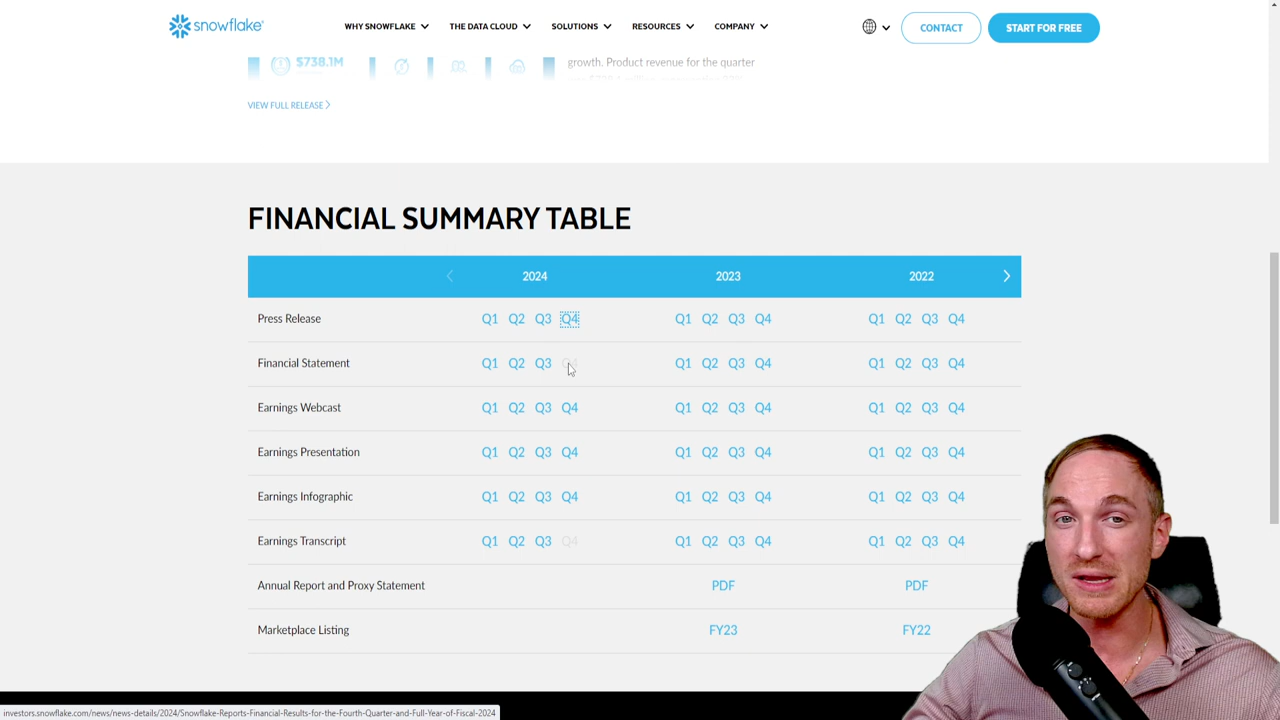 snowflake
WHY SNOWFLAKE
THE DATA CLOUD
SOLUTIONS
RESOURCES
COMPANY
CONTACT
START FOR FREE
$738.1M
growth. Product revenue for the quarter
VIEW FULL RELEASE
FINANCIAL SUMMARY TABLE
2024 2023 2022
Press Release Q1 Q2 Q3 Q4 Q1 Q2 Q3 Q4 Q1 Q2 Q3 Q4
Financial Statement Q1 Q2 Q3 Q4 Q1 Q2 Q3 Q4 Q1 Q2 Q3 Q4
Earnings Webcast Q1 Q2 Q3 Q4 Q1 Q2 Q3 Q4 Q1 Q2 Q3 Q4
Earnings Presentation Q1 Q2 Q3 Q4 Q1 Q2 Q3 Q4 Q1 Q2 Q3 Q4
Earnings Infographic Q1 Q2 Q3 Q4 Q1 Q2 Q3 Q4 Q1 Q2 Q3 Q4
Earnings Transcript Q1 Q2 Q3 Q4 Q1 Q2 Q3 Q4 Q1 Q2 Q3 Q4
Annual Report and Proxy Statement PDF PDF
Marketplace Listing FY23 FY22
investors.snowflake.com/news/news-details/2024/Snowflake-Reports-Financial-Results-for-the-Fourth-Quarter-and-Full-Year-of-Fiscal-2024